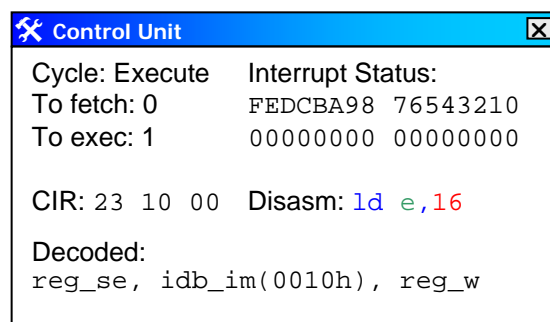 Control Unit
Cycle: Execute Interrupt Status:
To fetch: 0 FEDCBA98 76543210
To exec: 1 00000000 00000000
CIR: 23 10 00 Disasm: ld e,16
Decoded:
reg_se, idb_im(0010h), reg_w